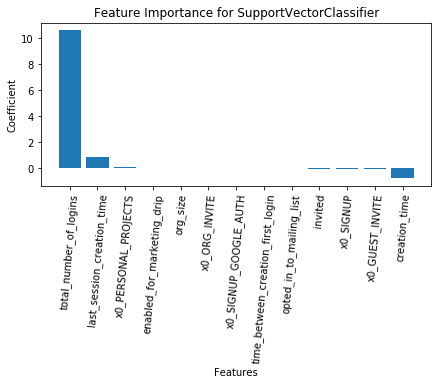 Feature Importance for SupportVectorClassifier
10
8
6
4
2
0
Coefficient
total_number_of_logins
last_session_creation_time
x0_PERSONAL_PROJECTS
enabled_for_marketing_drip
org_size
x0_ORG_INVITE
x0_SIGNUP_GOOGLE_AUTH
time_between_creation_first_login
opted_in_to_mailing_list
invited
x0_SIGNUP
x0_GUEST_INVITE
creation_time
Features